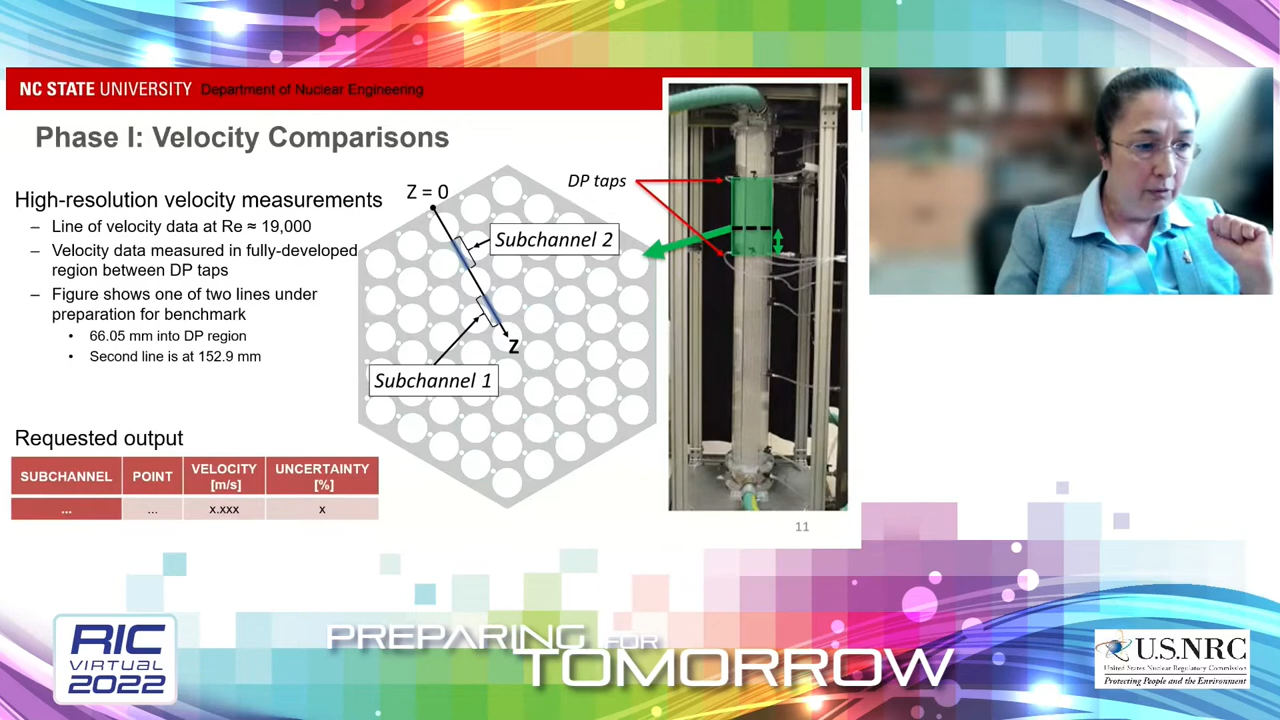 NC STATE UNIVERSITY Department of Nuclear Engineering
Phase I: Velocity Comparisons
High-resolution velocity measurements
– Line of velocity data at Re ≈ 19,000
– Velocity data measured in fully-developed
region between DP taps
– Figure shows one of two lines under
preparation for benchmark
• 66.05 mm into DP region
• Second line is at 152.9 mm
Z = 0
Subchannel 2
Z
Subchannel 1
DP taps
Requested output
SUBCHANNEL POINT VELOCITY [m/s] UNCERTAINTY [%]
... ... x.xxx x
11
RIC
VIRTUAL
2022
PREPARING FOR
TOMORROW
U.S.NRC
United States Nuclear Regulatory Commission
Protecting People and the Environment